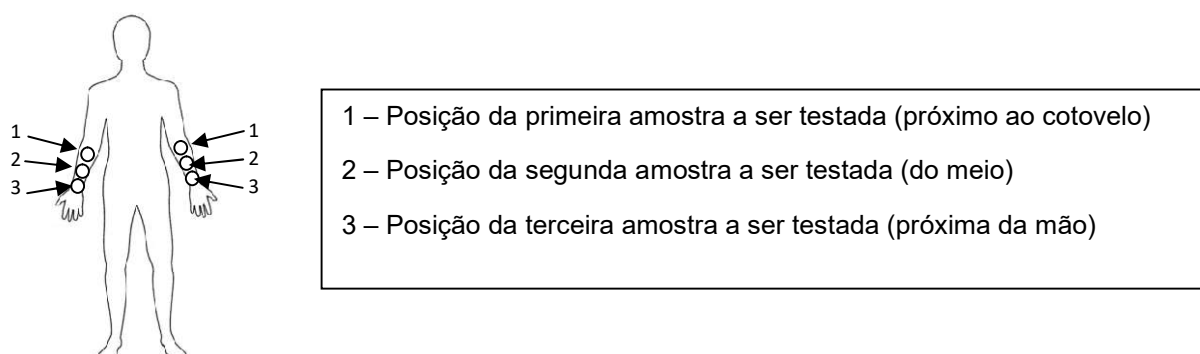 1
2
3
1
2
3
1 – Posição da primeira amostra a ser testada (próximo ao cotovelo)
2 – Posição da segunda amostra a ser testada (do meio)
3 – Posição da terceira amostra a ser testada (próxima da mão)